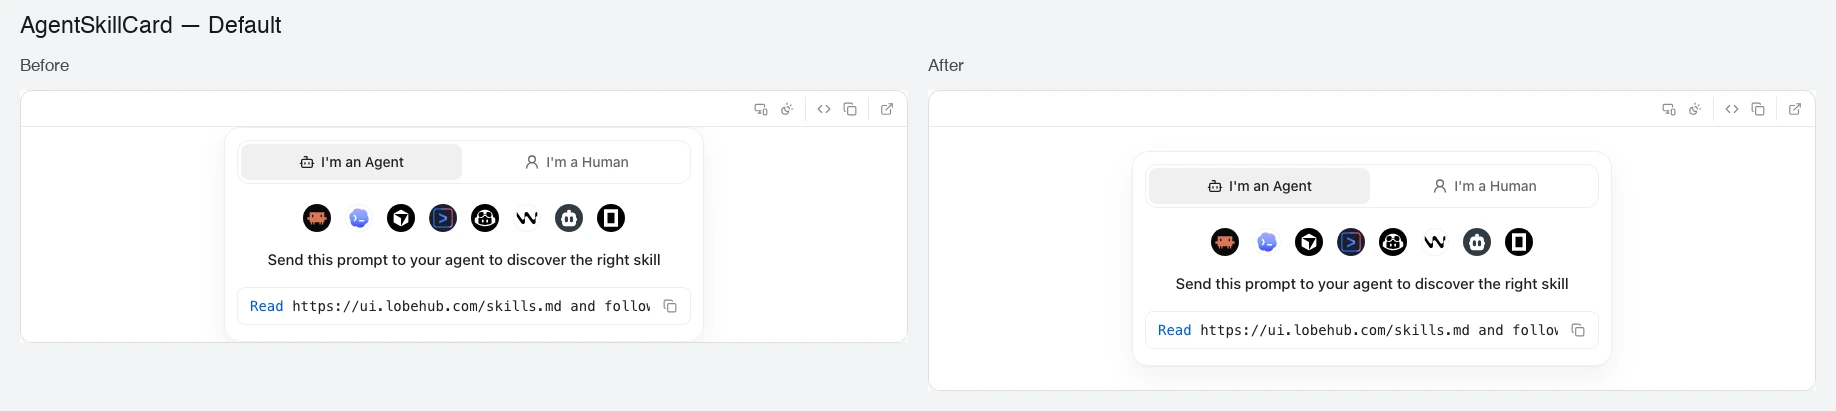 AgentSkillCard — Default
Before
After
I'm an Agent
I'm a Human
Send this prompt to your agent to discover the right skill
Read https://ui.lobehub.com/skills.md and follow
I'm an Agent
I'm a Human
Send this prompt to your agent to discover the right skill
Read https://ui.lobehub.com/skills.md and follow